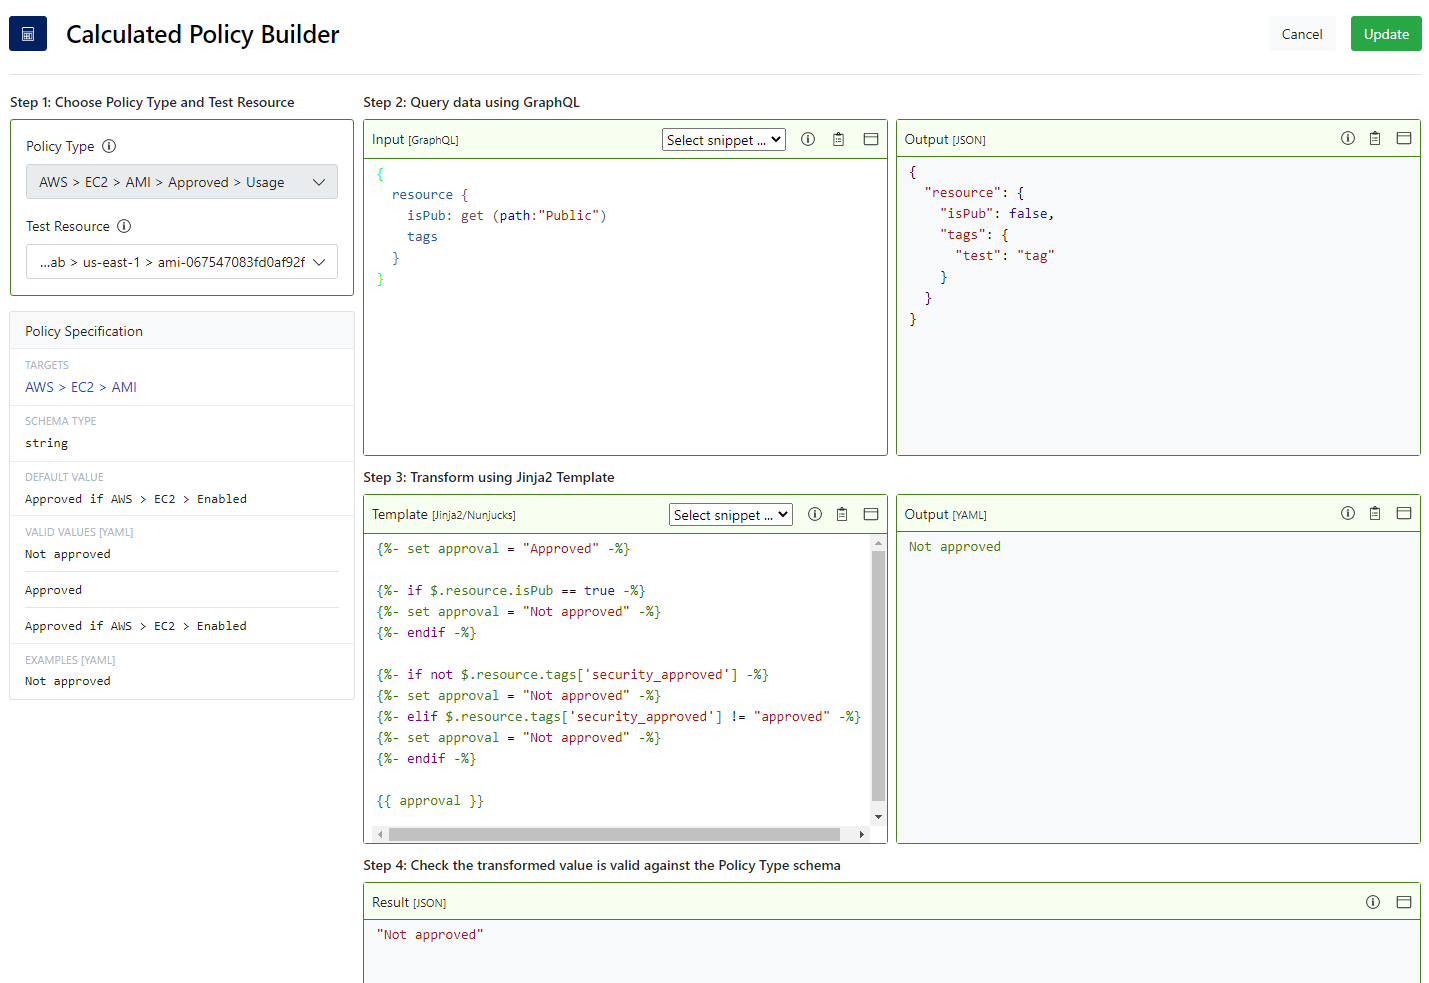 Calculated Policy Builder
Cancel
Update
Step 1: Choose Policy Type and Test Resource
Policy Type
AWS > EC2 > AMI > Approved > Usage
Test Resource
...ab > us-east-1 > ami-067547083fd0af92f
Policy Specification
TARGETS
AWS > EC2 > AMI
SCHEMA TYPE
string
DEFAULT VALUE
Approved if AWS > EC2 > Enabled
VALID VALUES [YAML]
Not approved
Approved
Approved if AWS > EC2 > Enabled
EXAMPLES [YAML]
Not approved
Step 2: Query data using GraphQL
Input [GraphQL]
Select snippet ...
{
  resource {
    isPub: get (path:"Public")
    tags
  }
}
Output [JSON]
{
  "resource": {
    "isPub": false,
    "tags": {
      "test": "tag"
    }
  }
}
Step 3: Transform using Jinja2 Template
Template [Jinja2/Nunjucks]
Select snippet ...
{%- set approval = "Approved" -%}
{%- if $.resource.isPub == true -%}
{%- set approval = "Not approved" -%}
{%- endif -%}
{%- if not $.resource.tags['security_approved'] -%}
{%- set approval = "Not approved" -%}
{%- elif $.resource.tags['security_approved'] != "approved" -%}
{%- set approval = "Not approved" -%}
{%- endif -%}
{{ approval }}
Output [YAML]
Not approved
Step 4: Check the transformed value is valid against the Policy Type schema
Result [JSON]
"Not approved"